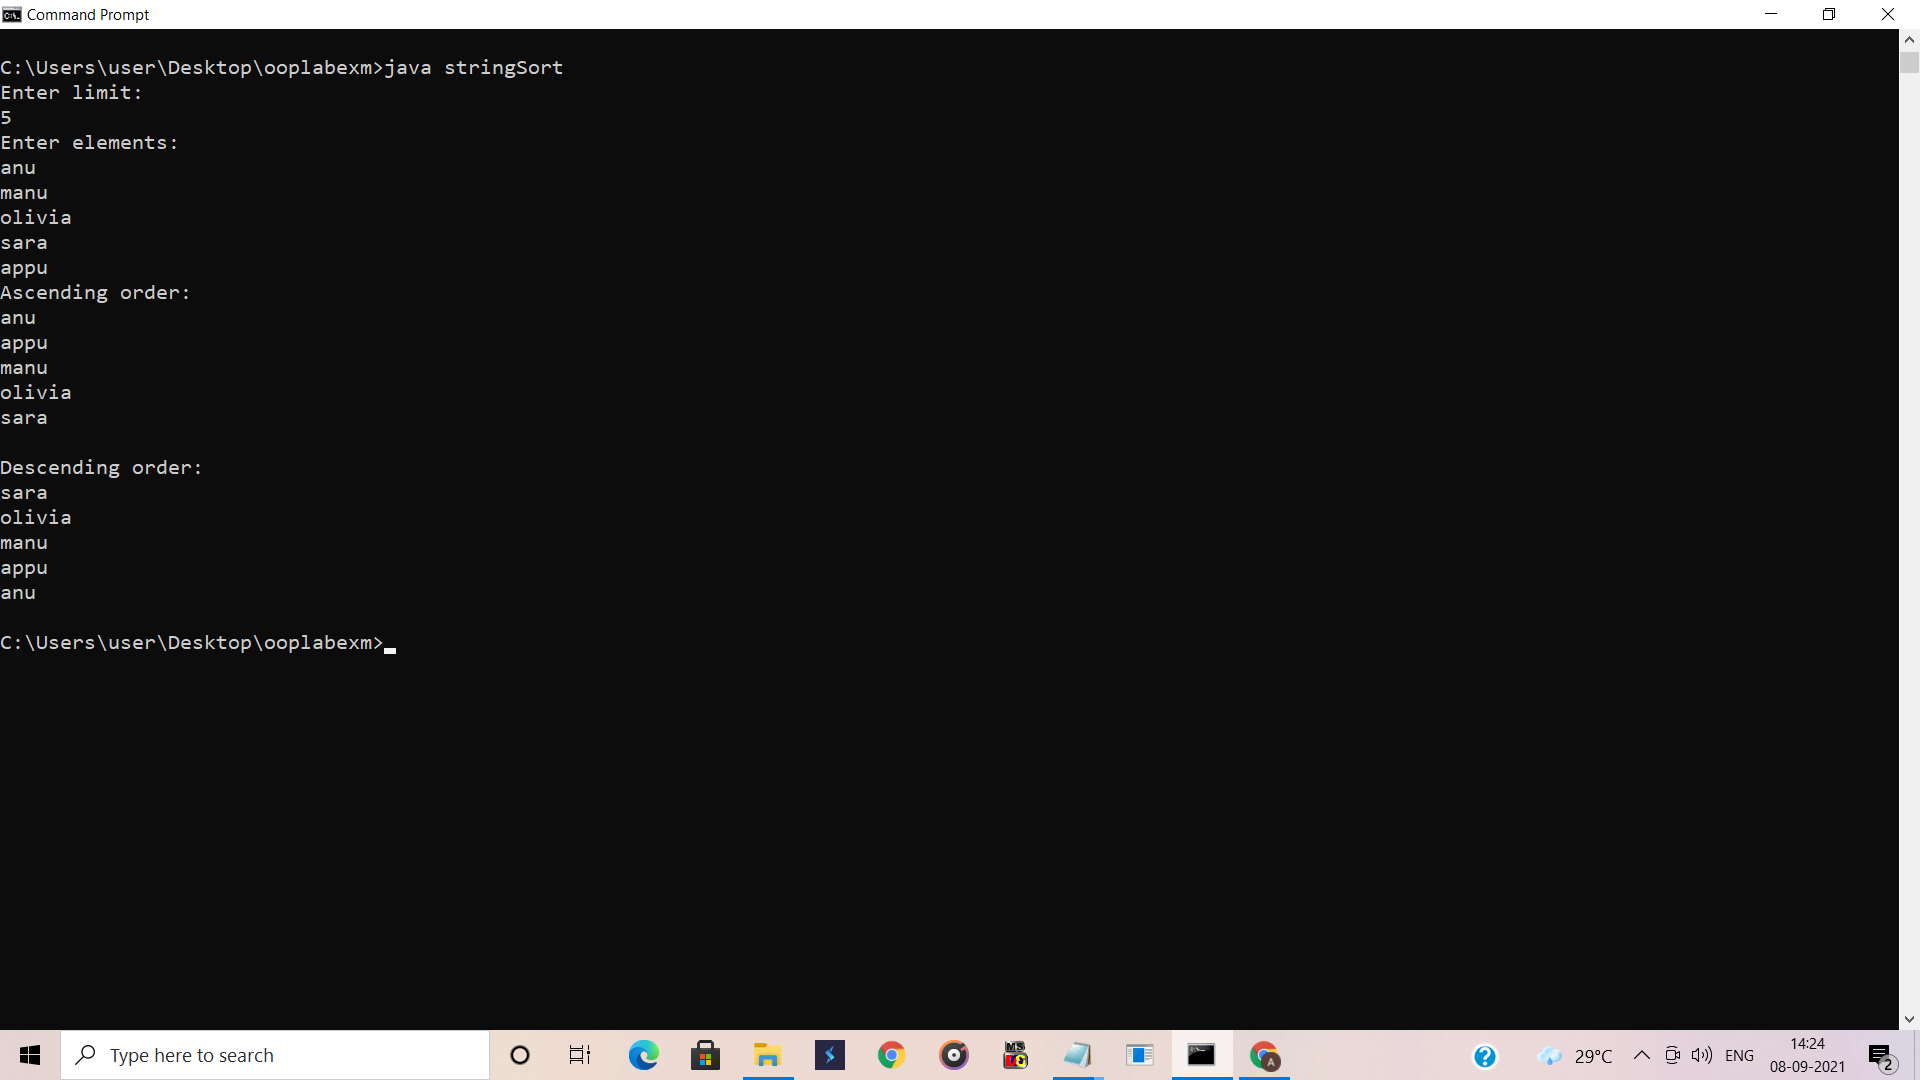 Command Prompt
C:\Users\user\Desktop\ooplabexm>java stringSort
Enter limit:
5
Enter elements:
anu
manu
olivia
sara
appu
Ascending order:
anu
appu
manu
olivia
sara
Descending order:
sara
olivia
manu
appu
anu
C:\Users\user\Desktop\ooplabexm>
Type here to search
MS
29°C
ENG
14:24
08-09-2021
2
A